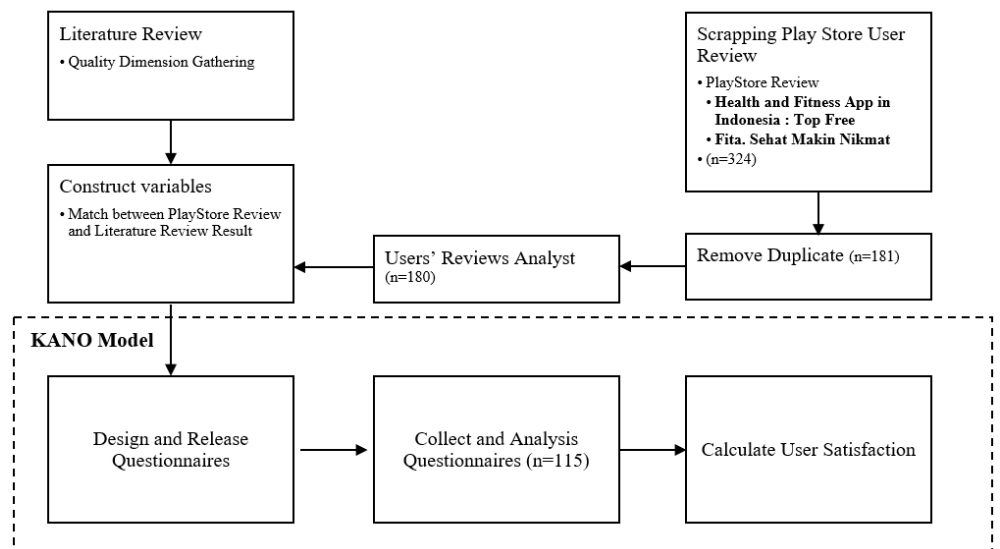 Literature Review
• Quality Dimension Gathering
Scrapping Play Store User
Review
• PlayStore Review
• Health and Fitness App in
Indonesia : Top Free
• Fita. Sehat Makin Nikmat
• (n=324)
Construct variables
• Match between PlayStore Review
and Literature Review Result
Users’ Reviews Analyst
(n=180)
Remove Duplicate (n=181)
KANO Model
Design and Release
Questionnaires
Collect and Analysis
Questionnaires (n=115)
Calculate User Satisfaction